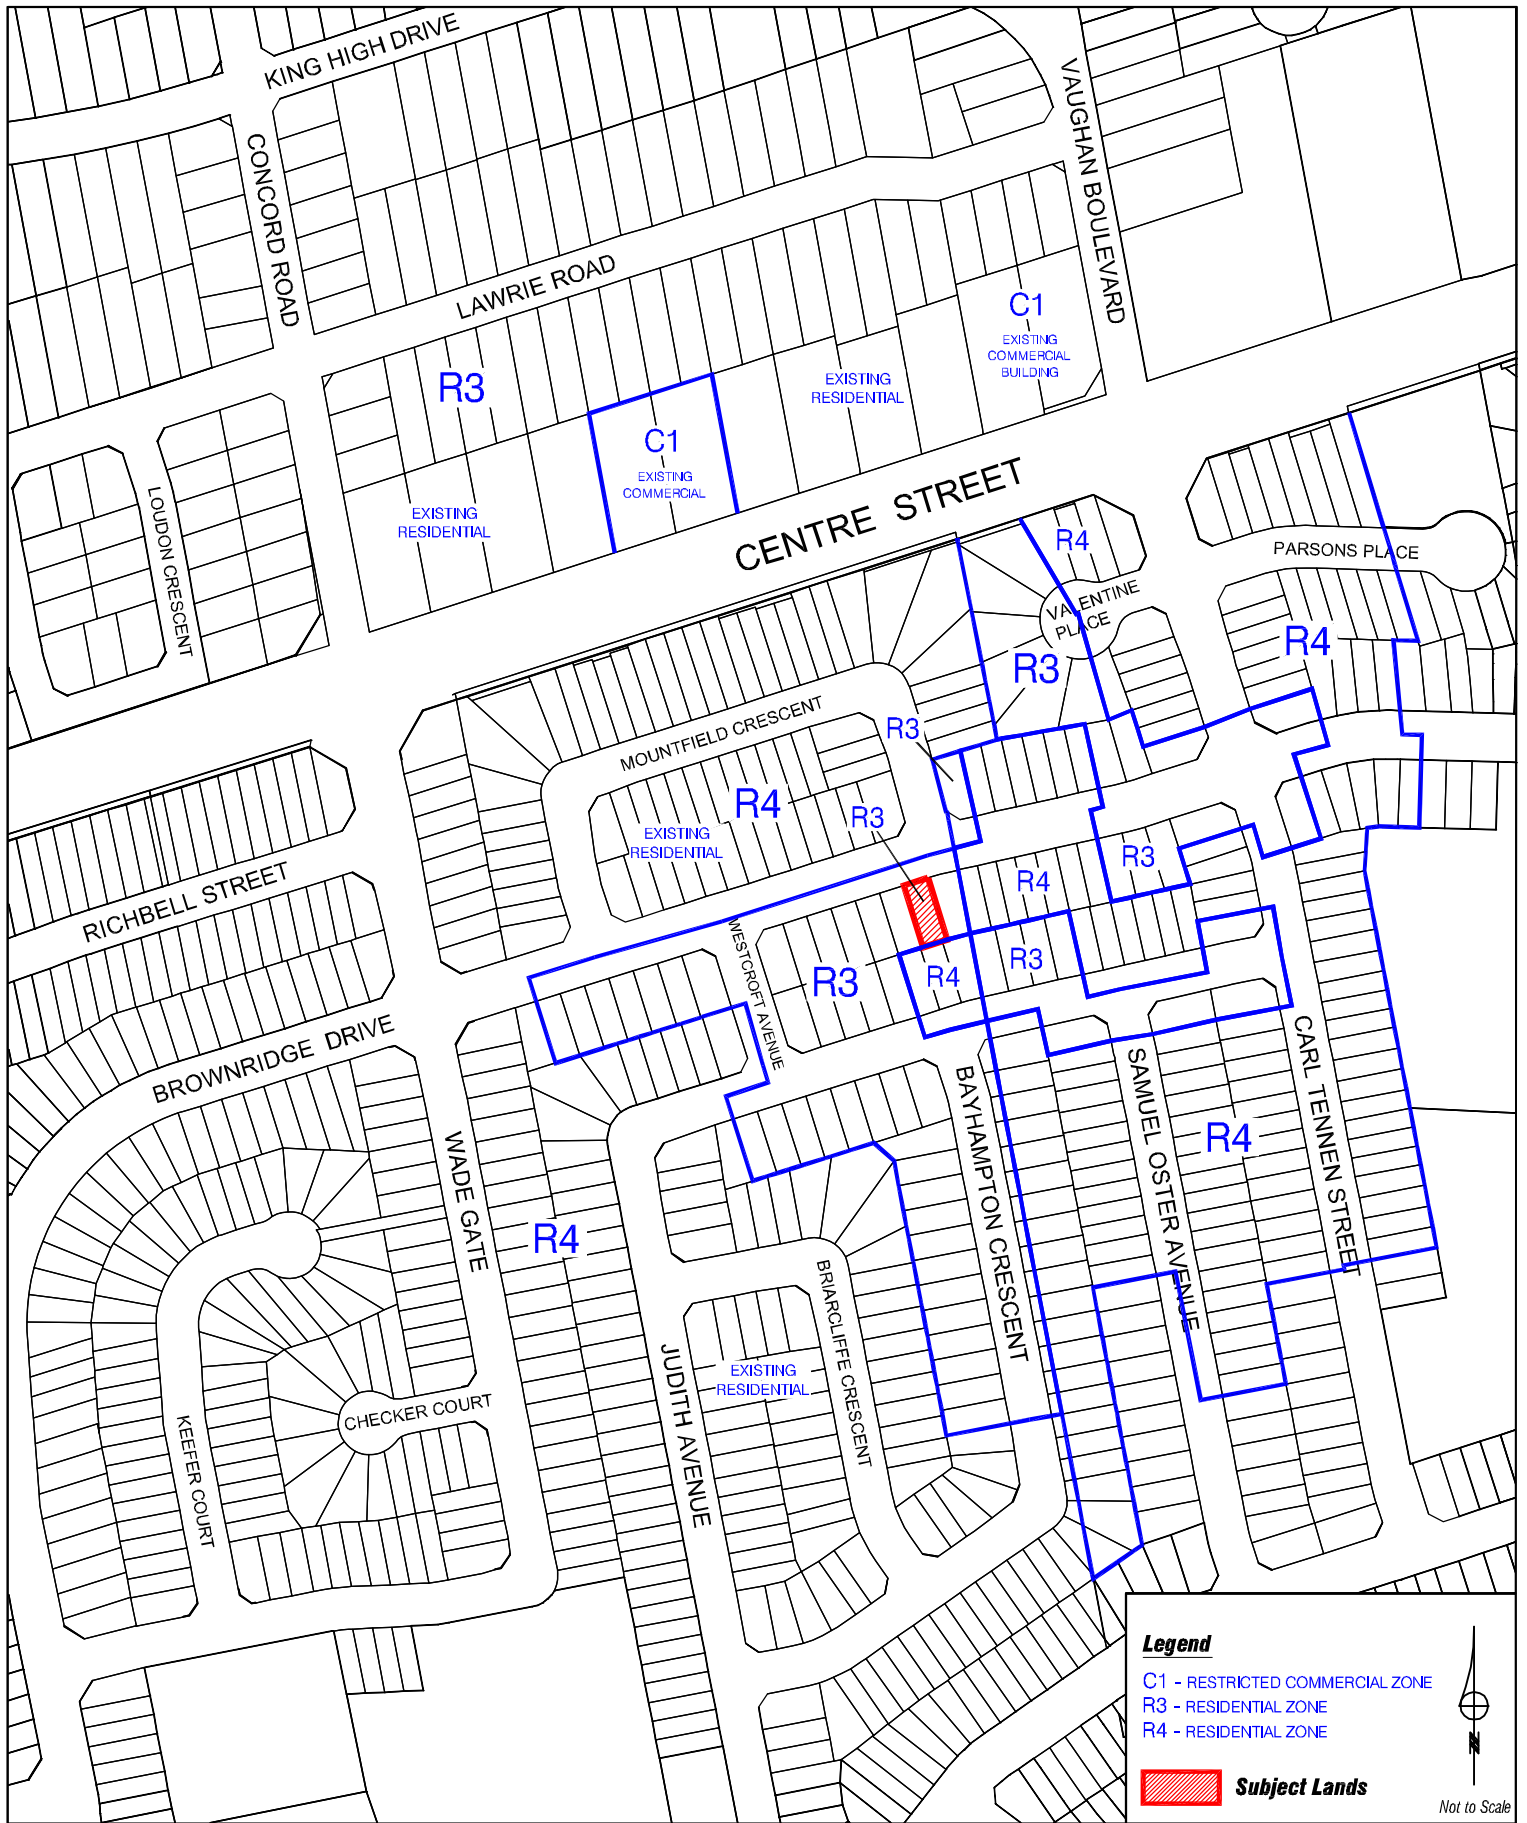 KING HIGH DRIVE
VAUGHAN BOULEVARD
CONCORD ROAD
LAWRIE ROAD
C1
EXISTING
COMMERCIAL
BUILDING
R3
EXISTING
RESIDENTIAL
C1
EXISTING
COMMERCIAL
EXISTING
RESIDENTIAL
CENTRE STREET
LOUDON CRESCENT
R4
PARSONS PLACE
VALENTINE
PLACE
R4
R3
MOUNTFIELD CRESCENT
R3
R4
R3
EXISTING
RESIDENTIAL
R3
R4
RICHBELL STREET
WESTCROFT AVENUE
R3
R4
R3
BROWNRIDGE DRIVE
WADE GATE
BAYHAMPTON CRESCENT
SAMUEL OSTER AVENUE
CARL TENNEN STREET
R4
R4
BRIARCLIFFE CRESCENT
JUDITH AVENUE
EXISTING
RESIDENTIAL
CHECKER COURT
KEEFER COURT
Legend
C1 - RESTRICTED COMMERCIAL ZONE
R3 - RESIDENTIAL ZONE
R4 - RESIDENTIAL ZONE
N
Subject Lands
Not to Scale